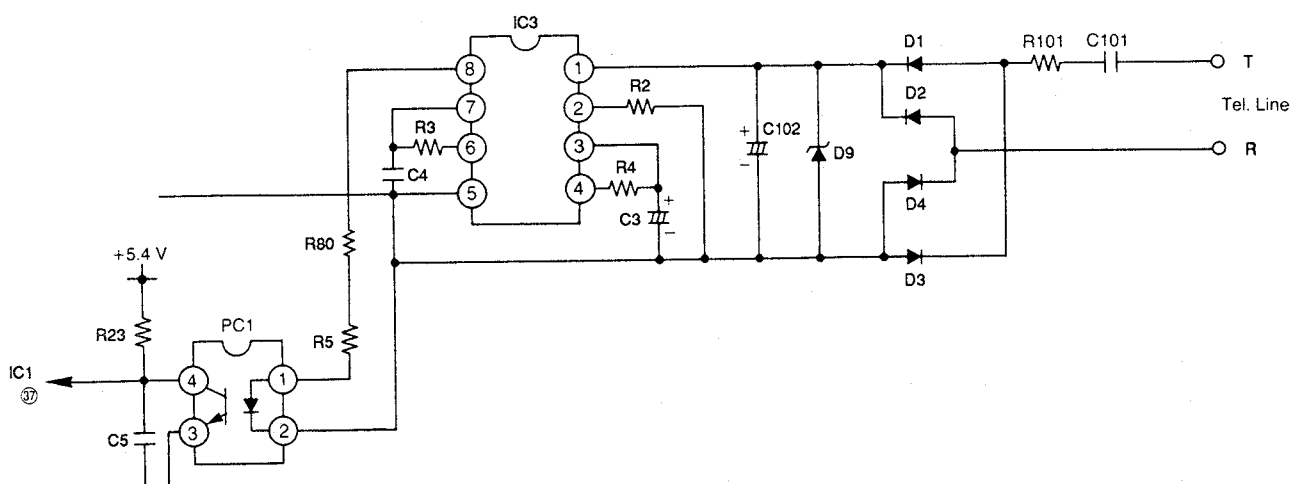 IC3
D1
R101
C101
T
8
1
R2
D2
Tel. Line
7
2
R3
C102
+
-
D9
R
6
3
R4
C4
+
D4
5
4
C3
-
R80
+5.4 V
D3
R23
PC1
R5
IC1
37
4
1
C5
3
2